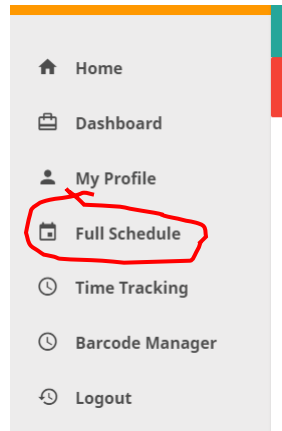 Home
Dashboard
My Profile
Full Schedule
Time Tracking
Barcode Manager
Logout